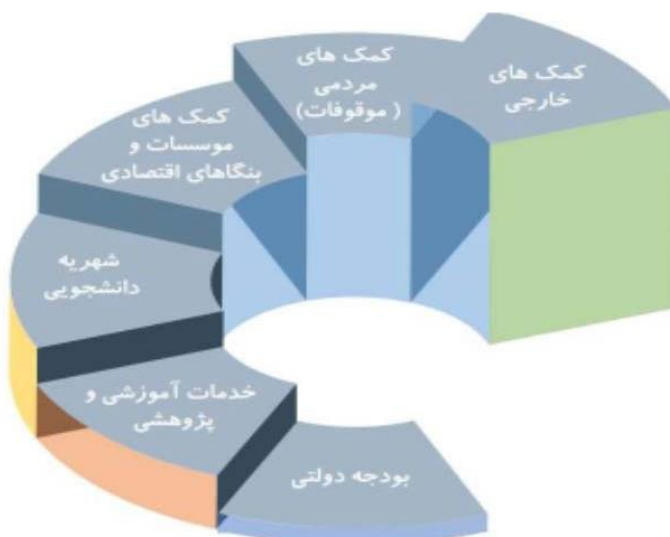 کمک های
خارجی
کمک های
مردمی
(موقوفات)
کمک های
موسسات و
بنگاهای اقتصادی
شهریه
دانشجویی
خدمات آموزشی و
پژوهشی
بودجه دولتی